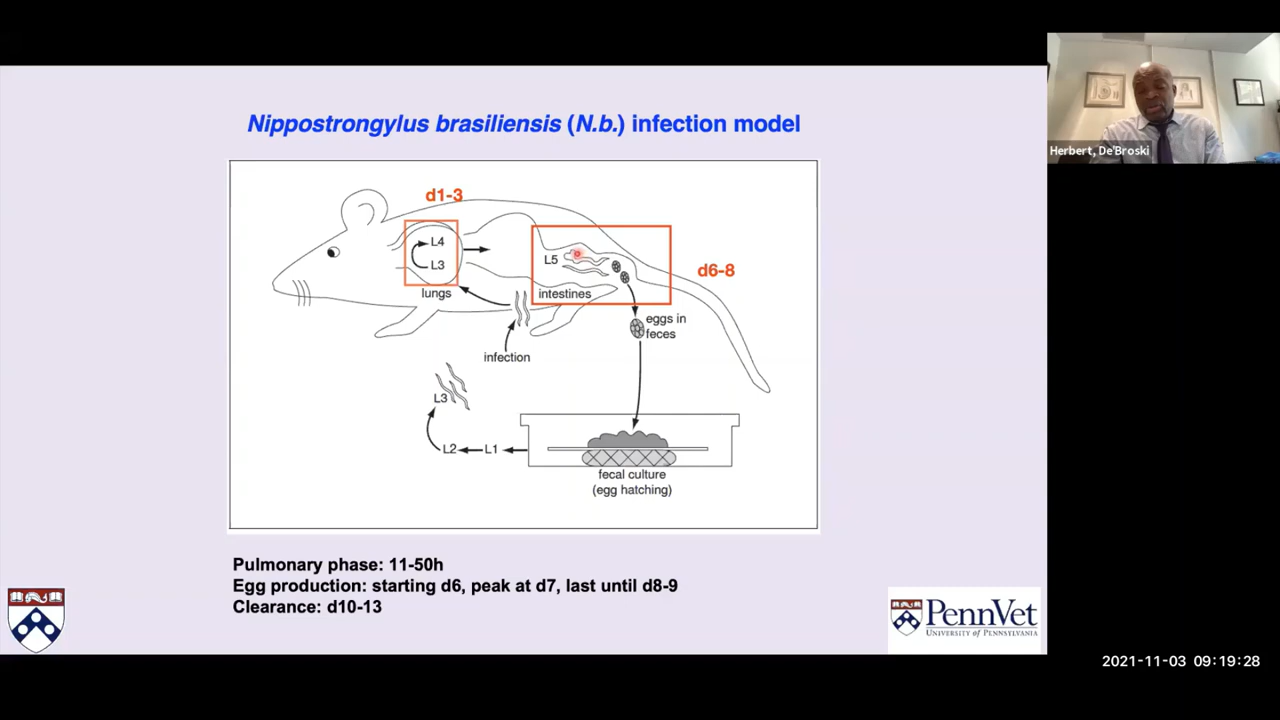 Nippostrongylus brasiliensis (N.b.) infection model
Herbert, De'Broski
d1-3
L4
L3
lungs
L5
intestines
d6-8
eggs in
feces
infection
L3
L2
L1
fecal culture
(egg hatching)
Pulmonary phase: 11-50h
Egg production: starting d6, peak at d7, last until d8-9
Clearance: d10-13
PennVet
UNIVERSITY OF PENNSYLVANIA
2021-11-03 09:19:28